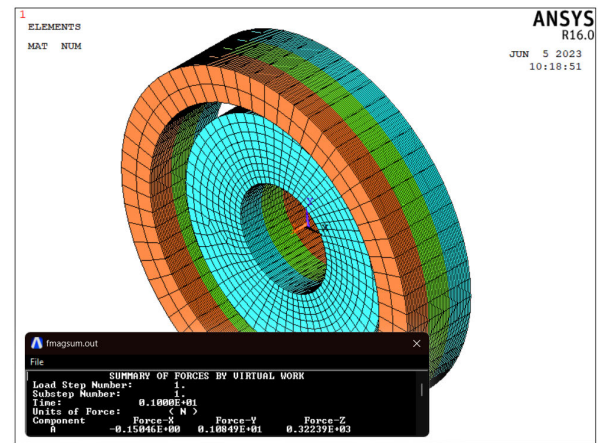 1
ELEMENTS
MAT NUM
ANSYS
R16.0
JUN 5 2023
10:18:51
fmagsum.out
File
SUMMARY OF FORCES BY VIRTUAL WORK
Load Step Number: 1.
Substep Number: 1.
Time: 0.1000E+01
Units of Force: ( N )
Component Force-X Force-Y Force-Z
A -0.15046E+00 0.10849E+01 0.32239E+03